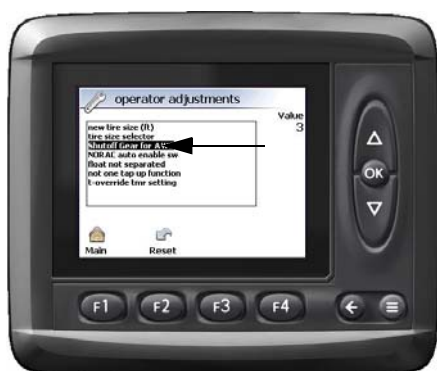 operator adjustments
Value
3
new tire size (ft)
tire size selector
Shutoff Gear for
NORAC auto enable sw
float not separated
not one tap up function
t-override tmr setting
Main Reset
OK
F1 F2 F3 F4